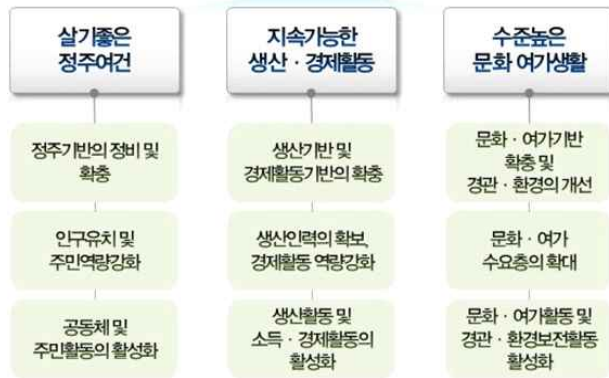 살기좋은
정주여건
정주기반의 정비 및
확충
인구유치 및
주민역량강화
공동체 및
주민활동의 활성화
지속가능한
생산 · 경제활동
생산기반 및
경제활동기반의 확충
생산인력의 확보,
경제활동 역량강화
생산활동 및
소득 · 경제활동의
활성화
수준높은
문화 여가생활
문화 · 여가기반
확충 및
경관 · 환경의 개선
문화 · 여가
수요층의 확대
문화 · 여가활동 및
경관 · 환경보전활동
활성화